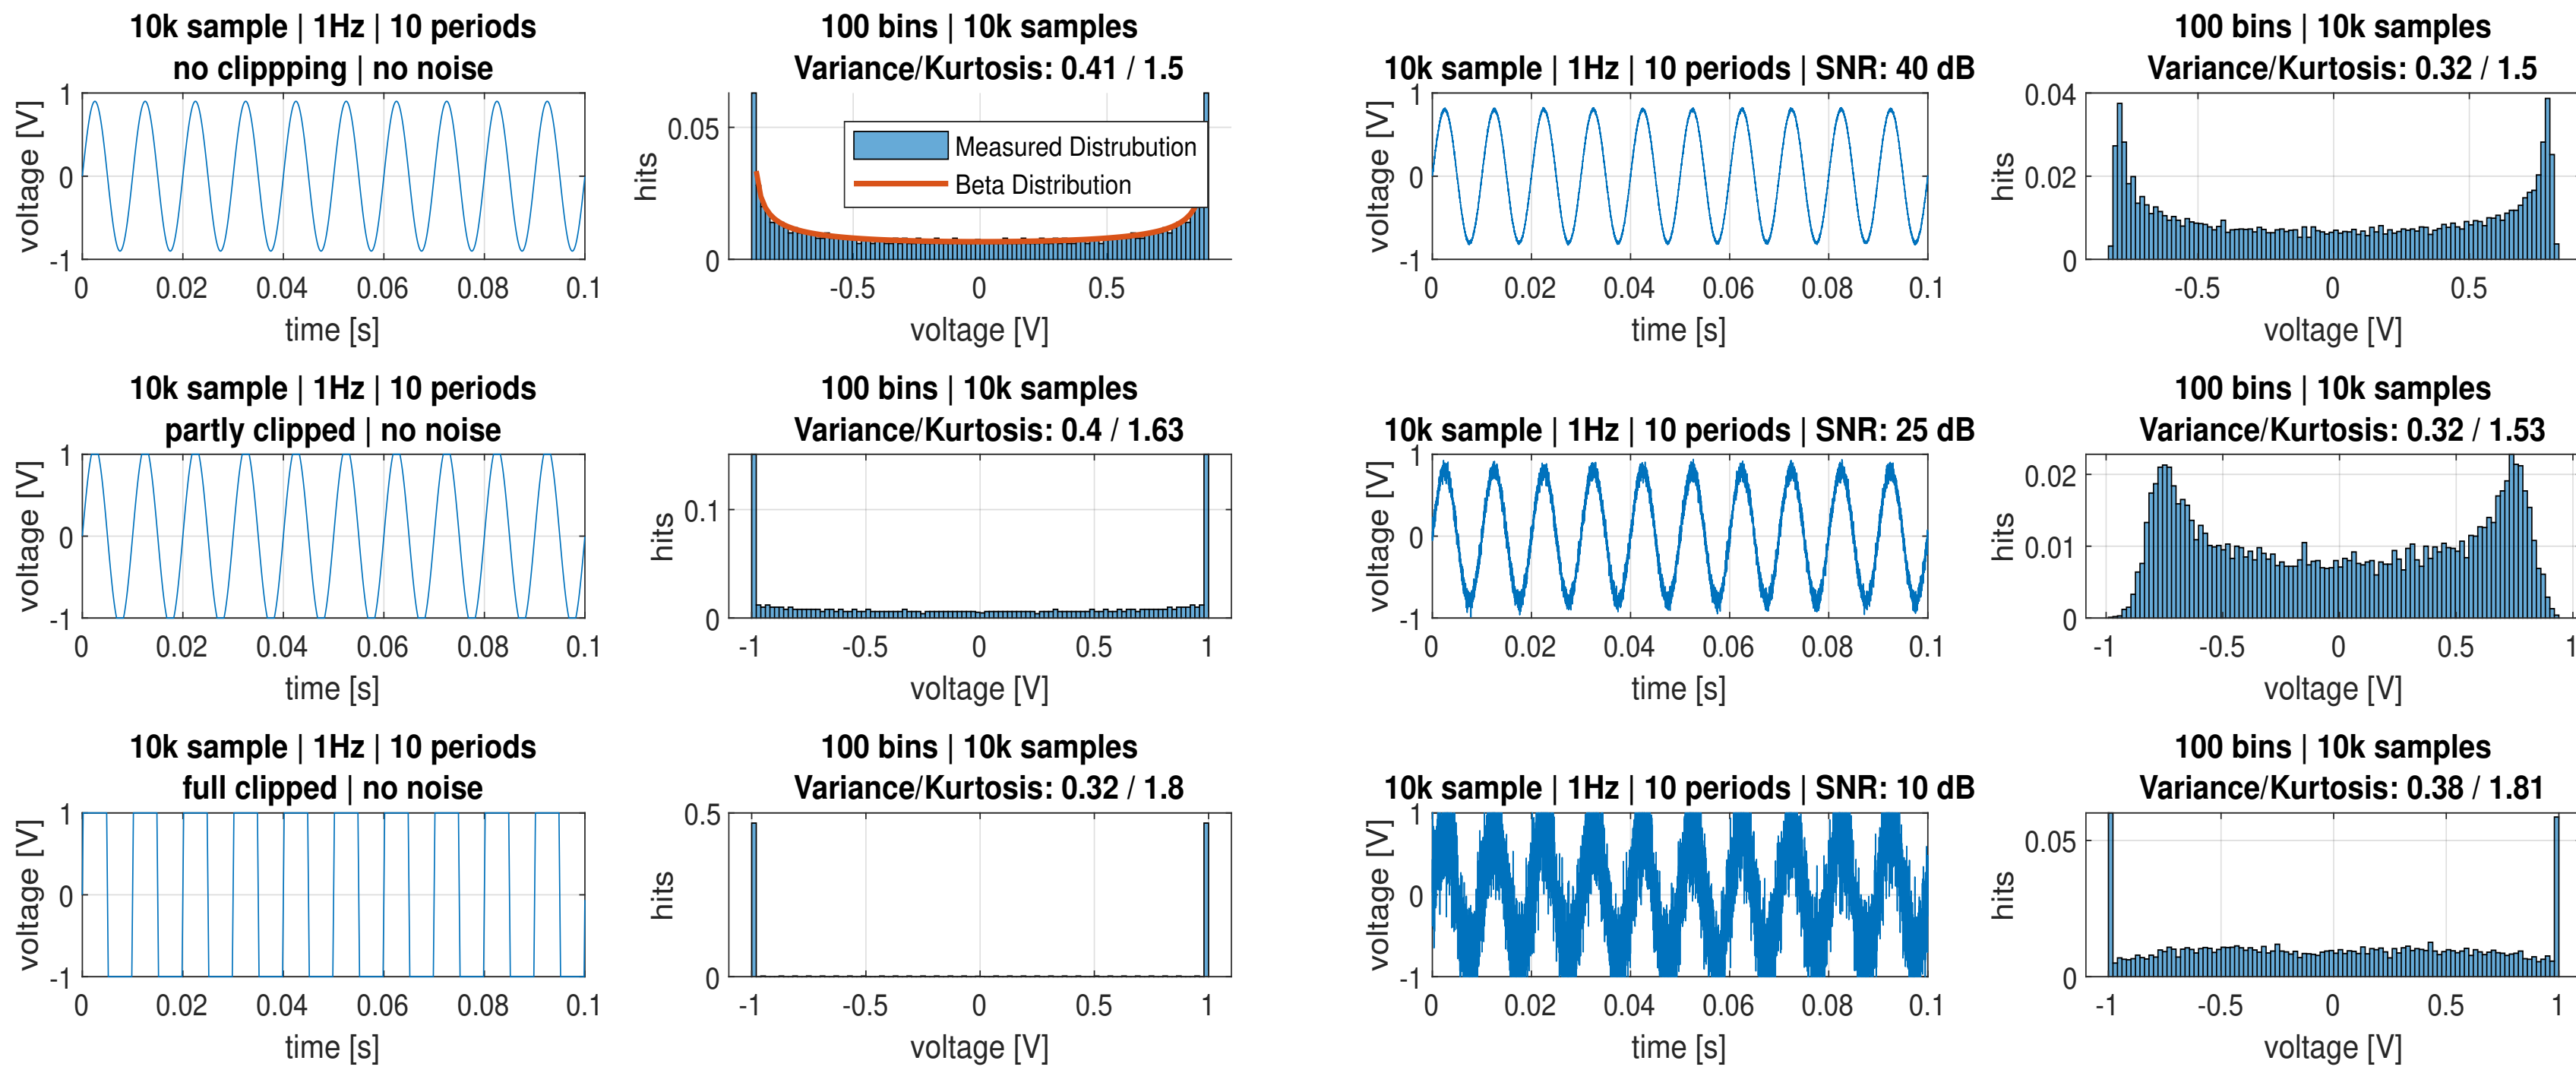 10k sample | 1Hz | 10 periods
no clippping | no noise
voltage [V]
1
0
-1
0
0.02
0.04
0.06
0.08
0.1
time [s]
100 bins | 10k samples
Variance/Kurtosis: 0.41 / 1.5
hits
0.05
0
Measured Distrubution
Beta Distribution
-0.5
0
0.5
voltage [V]
10k sample | 1Hz | 10 periods | SNR: 40 dB
voltage [V]
1
0
-1
0
0.02
0.04
0.06
0.08
0.1
time [s]
100 bins | 10k samples
Variance/Kurtosis: 0.32 / 1.5
hits
0.04
0.02
0
-0.5
0
0.5
voltage [V]
10k sample | 1Hz | 10 periods
partly clipped | no noise
voltage [V]
1
0
-1
0
0.02
0.04
0.06
0.08
0.1
time [s]
100 bins | 10k samples
Variance/Kurtosis: 0.4 / 1.63
hits
0.1
0
-1
-0.5
0
0.5
1
voltage [V]
10k sample | 1Hz | 10 periods | SNR: 25 dB
voltage [V]
1
0
-1
0
0.02
0.04
0.06
0.08
0.1
time [s]
100 bins | 10k samples
Variance/Kurtosis: 0.32 / 1.53
hits
0.02
0.01
0
-1
-0.5
0
0.5
1
voltage [V]
10k sample | 1Hz | 10 periods
full clipped | no noise
voltage [V]
1
0
-1
0
0.02
0.04
0.06
0.08
0.1
time [s]
100 bins | 10k samples
Variance/Kurtosis: 0.32 / 1.8
hits
0.5
0
-1
-0.5
0
0.5
1
voltage [V]
10k sample | 1Hz | 10 periods | SNR: 10 dB
voltage [V]
1
0
-1
0
0.02
0.04
0.06
0.08
0.1
time [s]
100 bins | 10k samples
Variance/Kurtosis: 0.38 / 1.81
hits
0.05
0
-1
-0.5
0
0.5
1
voltage [V]